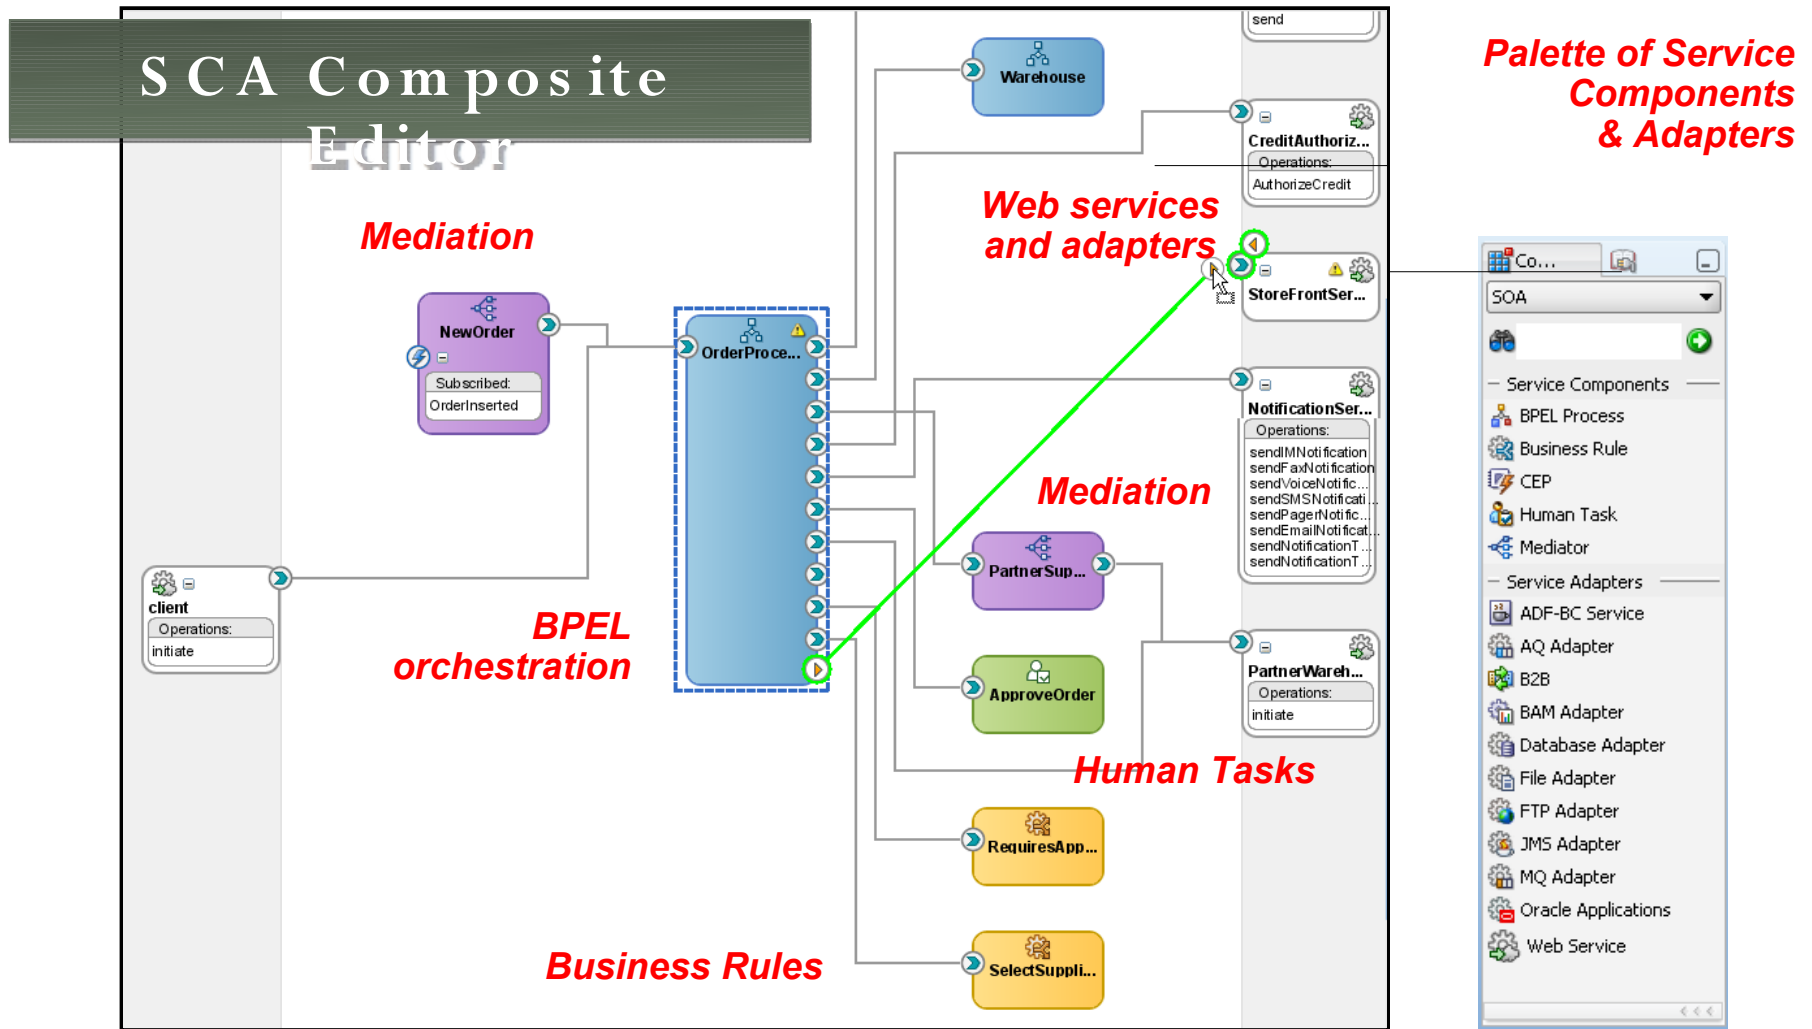 SCA Composite
Editor
Palette of Service
Components
& Adapters
send
Warehouse
CreditAuthoriz...
Operations:
AuthorizeCredit
Web services
and adapters
StoreFrontSer...
Mediation
NewOrder
Subscribed:
OrderInserted
OrderProce...
NotificationSer...
Operations:
sendIMNotification
sendFaxNotification
sendVoiceNotific...
sendSMSNotificati...
sendPagerNotific...
sendEmailNotificat...
sendNotificationT...
sendNotificationT...
Mediation
PartnerSup...
client
Operations:
initiate
BPEL
orchestration
ApproveOrder
PartnerWareh...
Operations:
initiate
Human Tasks
RequiresApp...
Business Rules
SelectSuppli...
Co...
SOA
Service Components
BPEL Process
Business Rule
CEP
Human Task
Mediator
Service Adapters
ADF-BC Service
AQ Adapter
B2B
BAM Adapter
Database Adapter
File Adapter
FTP Adapter
JMS Adapter
MQ Adapter
Oracle Applications
Web Service